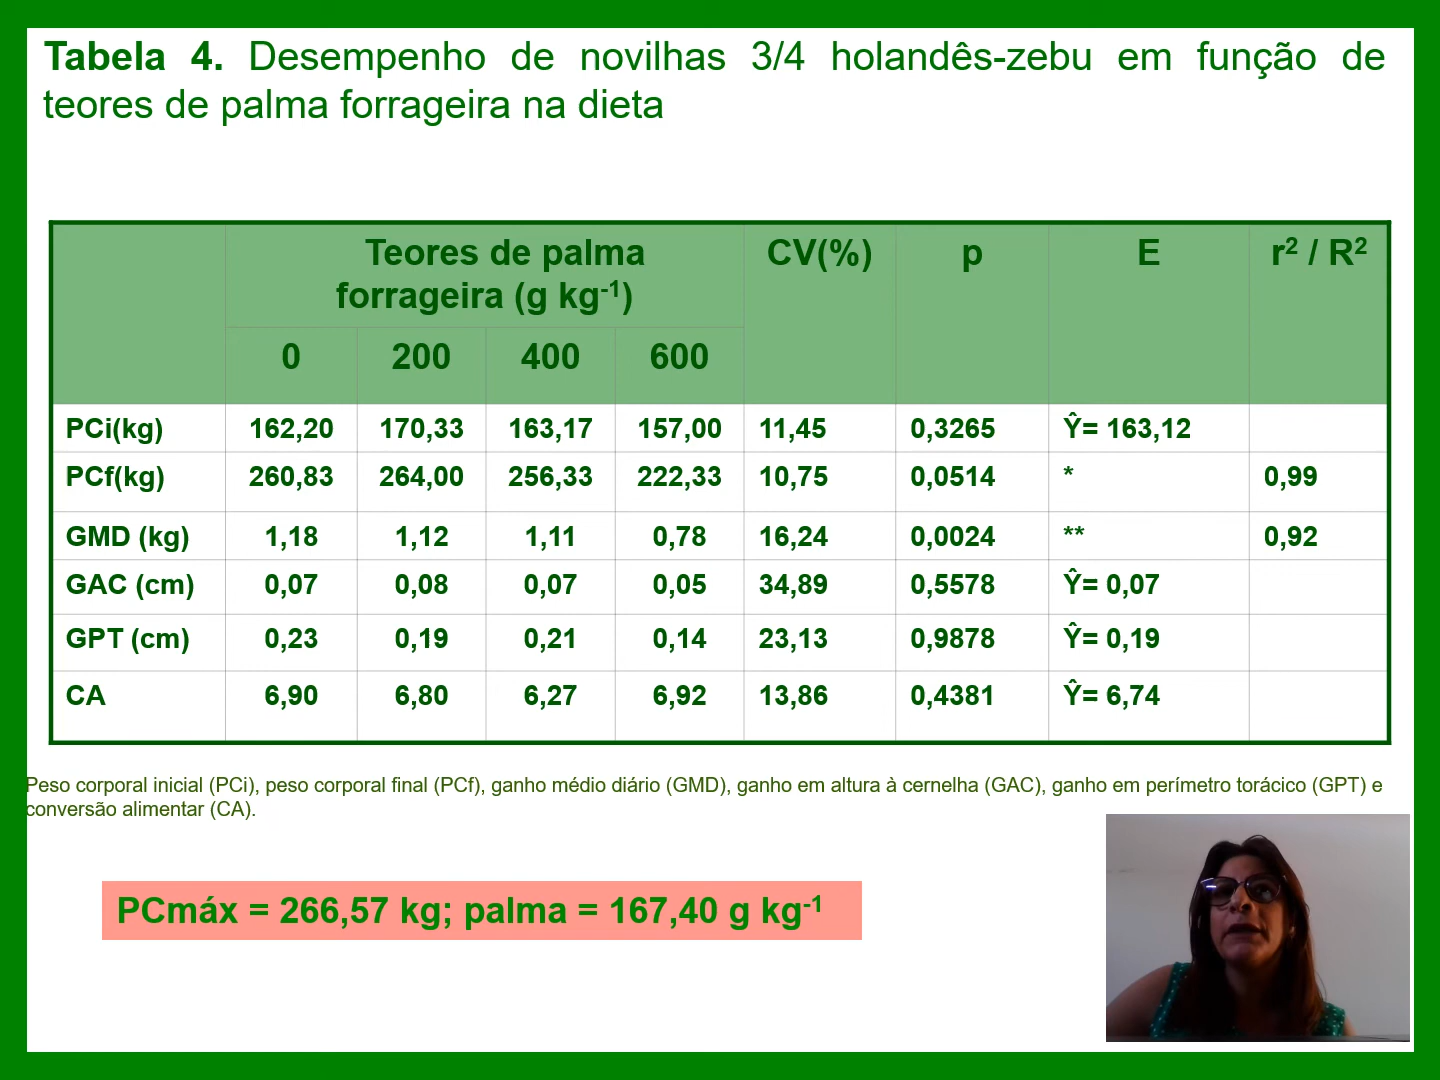 Tabela 4. Desempenho de novilhas 3/4 holandês-zebu em função de
teores de palma forrageira na dieta
Teores de palma forrageira (g kg-1) CV(%) p E r2 / R2
0 200 400 600
PCi(kg) 162,20 170,33 163,17 157,00 11,45 0,3265 Ŷ= 163,12
PCf(kg) 260,83 264,00 256,33 222,33 10,75 0,0514 * 0,99
GMD (kg) 1,18 1,12 1,11 0,78 16,24 0,0024 ** 0,92
GAC (cm) 0,07 0,08 0,07 0,05 34,89 0,5578 Ŷ= 0,07
GPT (cm) 0,23 0,19 0,21 0,14 23,13 0,9878 Ŷ= 0,19
CA 6,90 6,80 6,27 6,92 13,86 0,4381 Ŷ= 6,74
Peso corporal inicial (PCi), peso corporal final (PCf), ganho médio diário (GMD), ganho em altura à cernelha (GAC), ganho em perímetro torácico (GPT) e
conversão alimentar (CA).
PCmáx = 266,57 kg; palma = 167,40 g kg-1